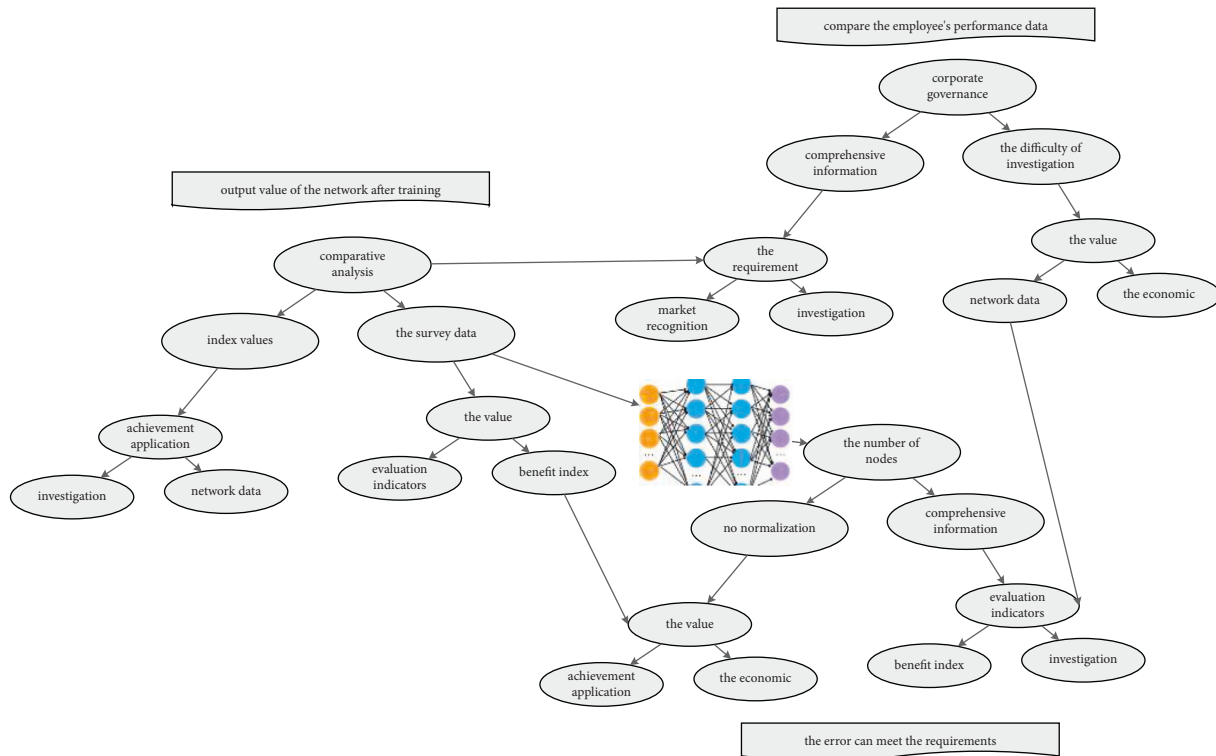 compare the employee's performance data
corporate
governance
comprehensive
information
the difficulty of
investigation
output value of the network after training
the value
comparative
analysis
the
requirement
network data
the economic
market
recognition
investigation
index values
the survey data
achievement
application
the value
the number of
nodes
evaluation
indicators
benefit index
investigation
network data
...
...
...
...
no normalization
comprehensive
information
evaluation
indicators
the value
benefit index
investigation
achievement
application
the economic
the error can meet the requirements